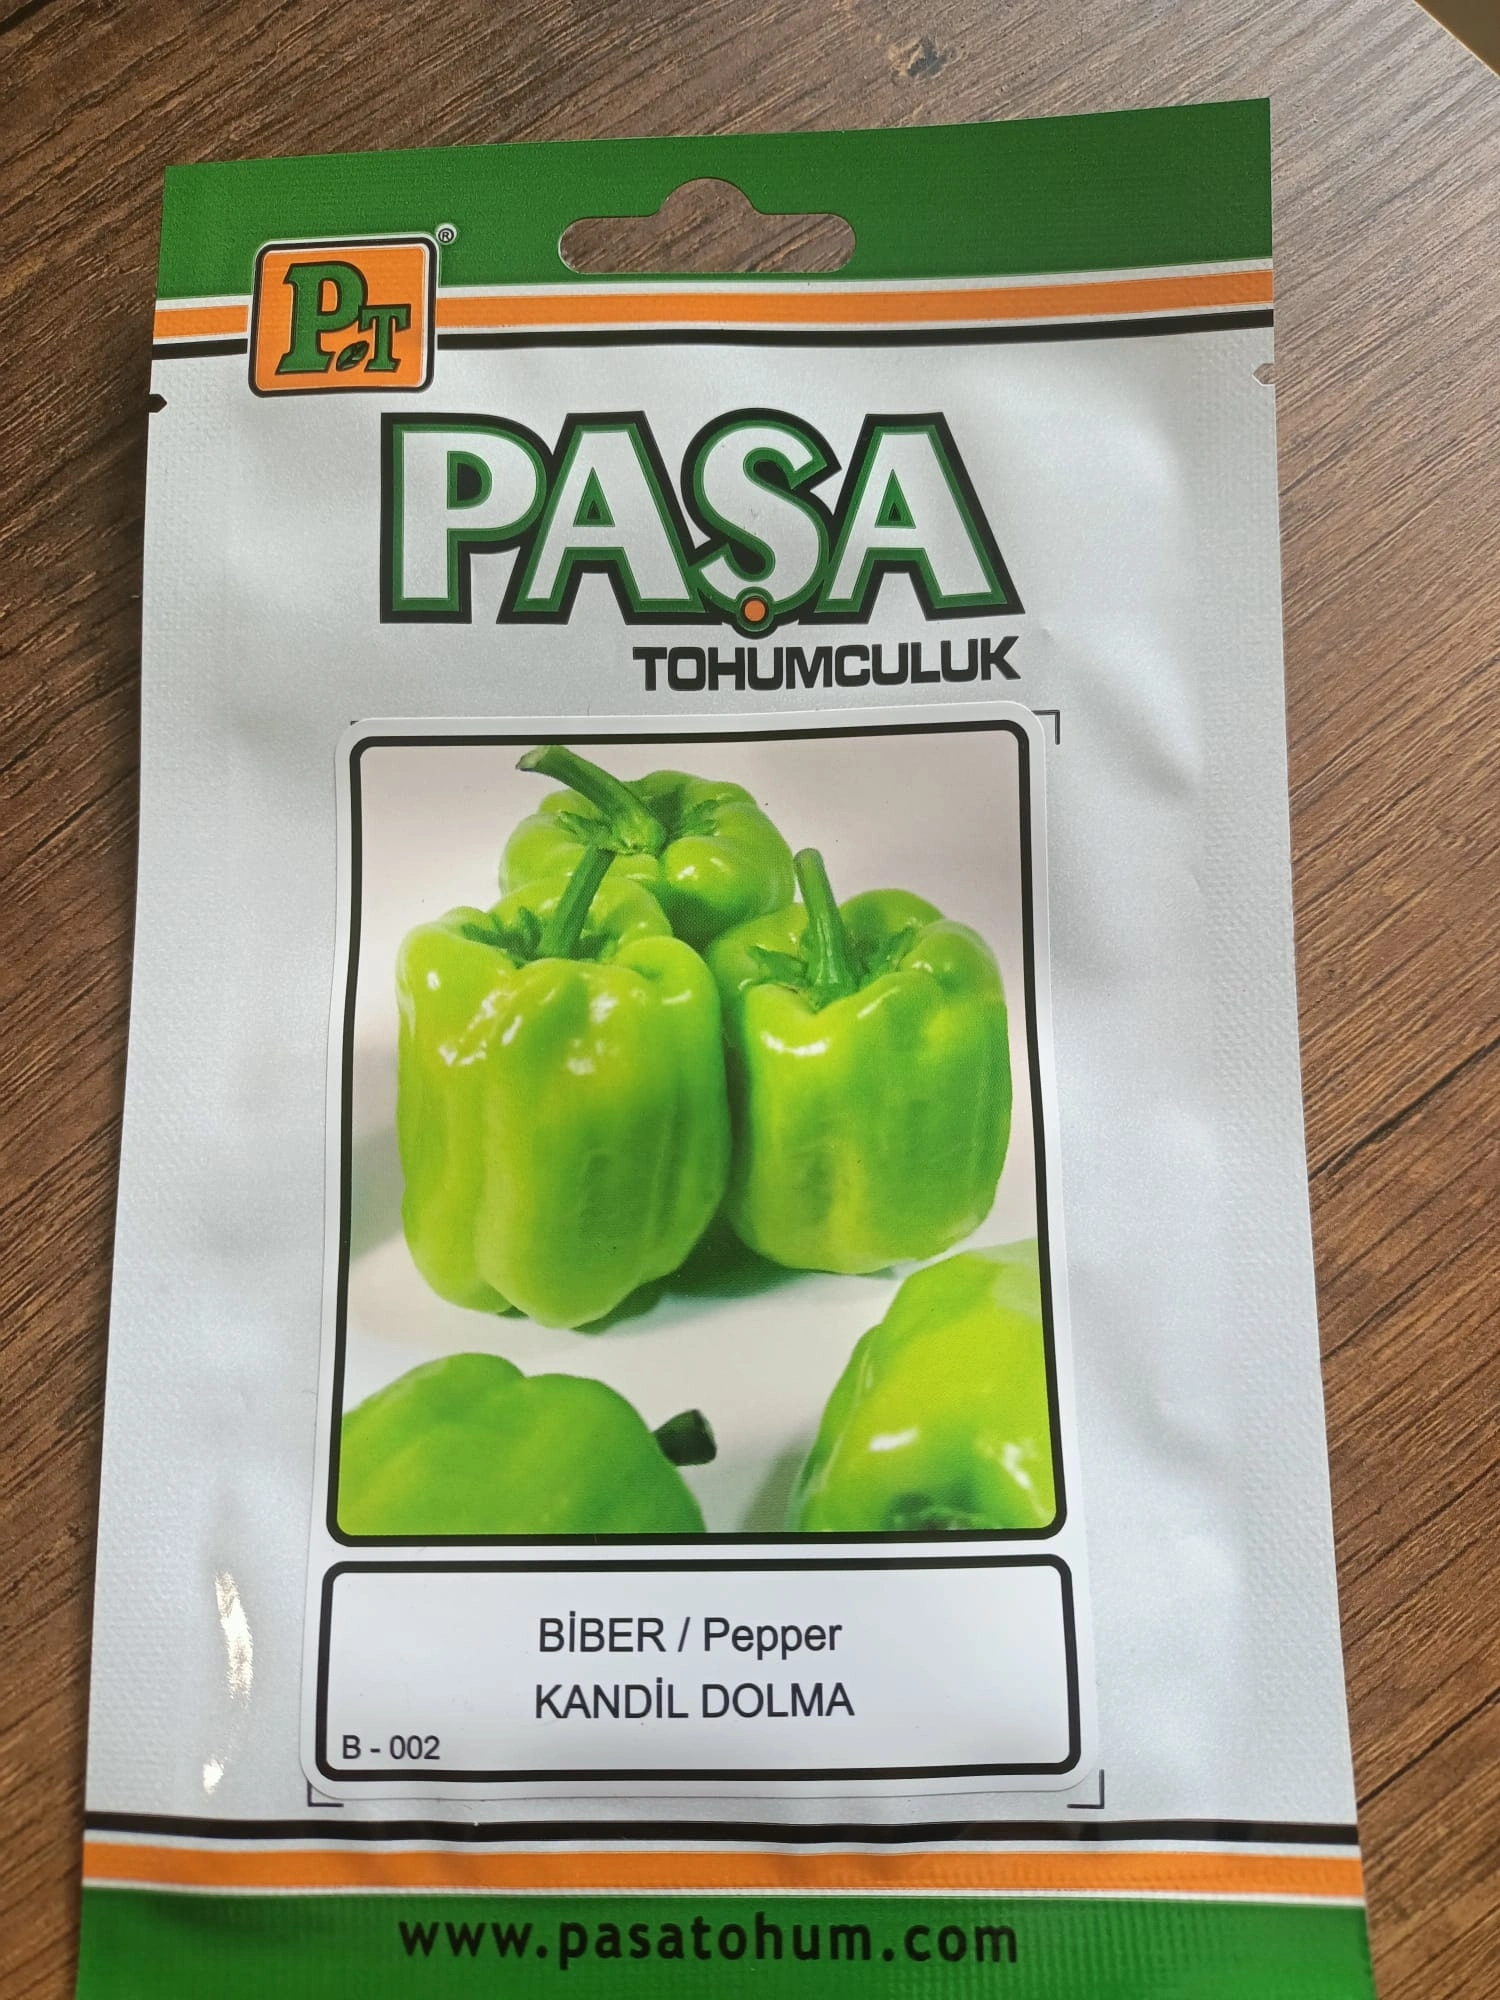 PT®
PAŞA
TOHUMCULUK
BİBER / Pepper
KANDİL DOLMA
B - 002
www.pasatohum.com